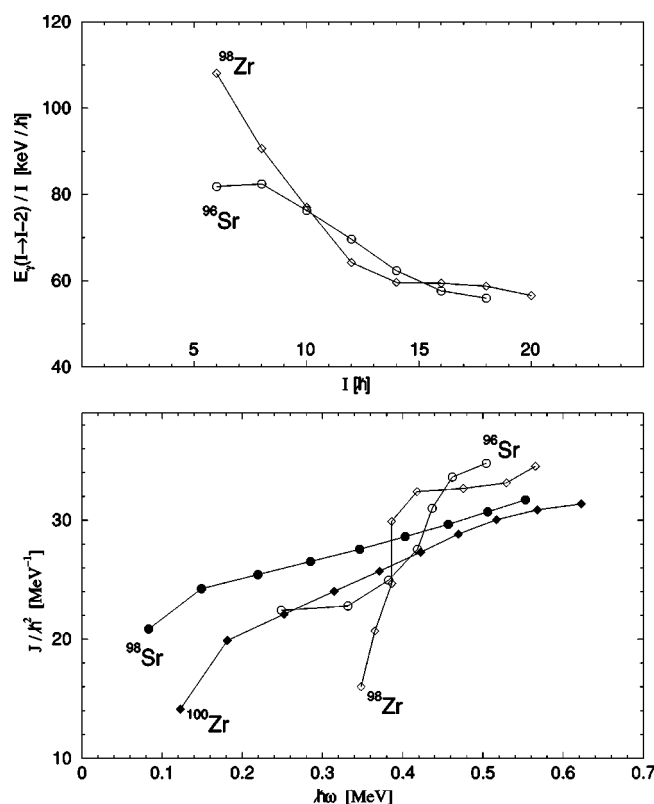 120
100
80
60
40
E_γ(I→I−2) / I [keV/ħ]
⁹⁸Zr
⁹⁶Sr
5 10 15 20
I [ħ]
30
20
10
J / ħ² [MeV⁻¹]
⁹⁶Sr
⁹⁸Sr
¹⁰⁰Zr
⁹⁸Zr
0 0.1 0.2 0.3 0.4 0.5 0.6 0.7
ħω [MeV]